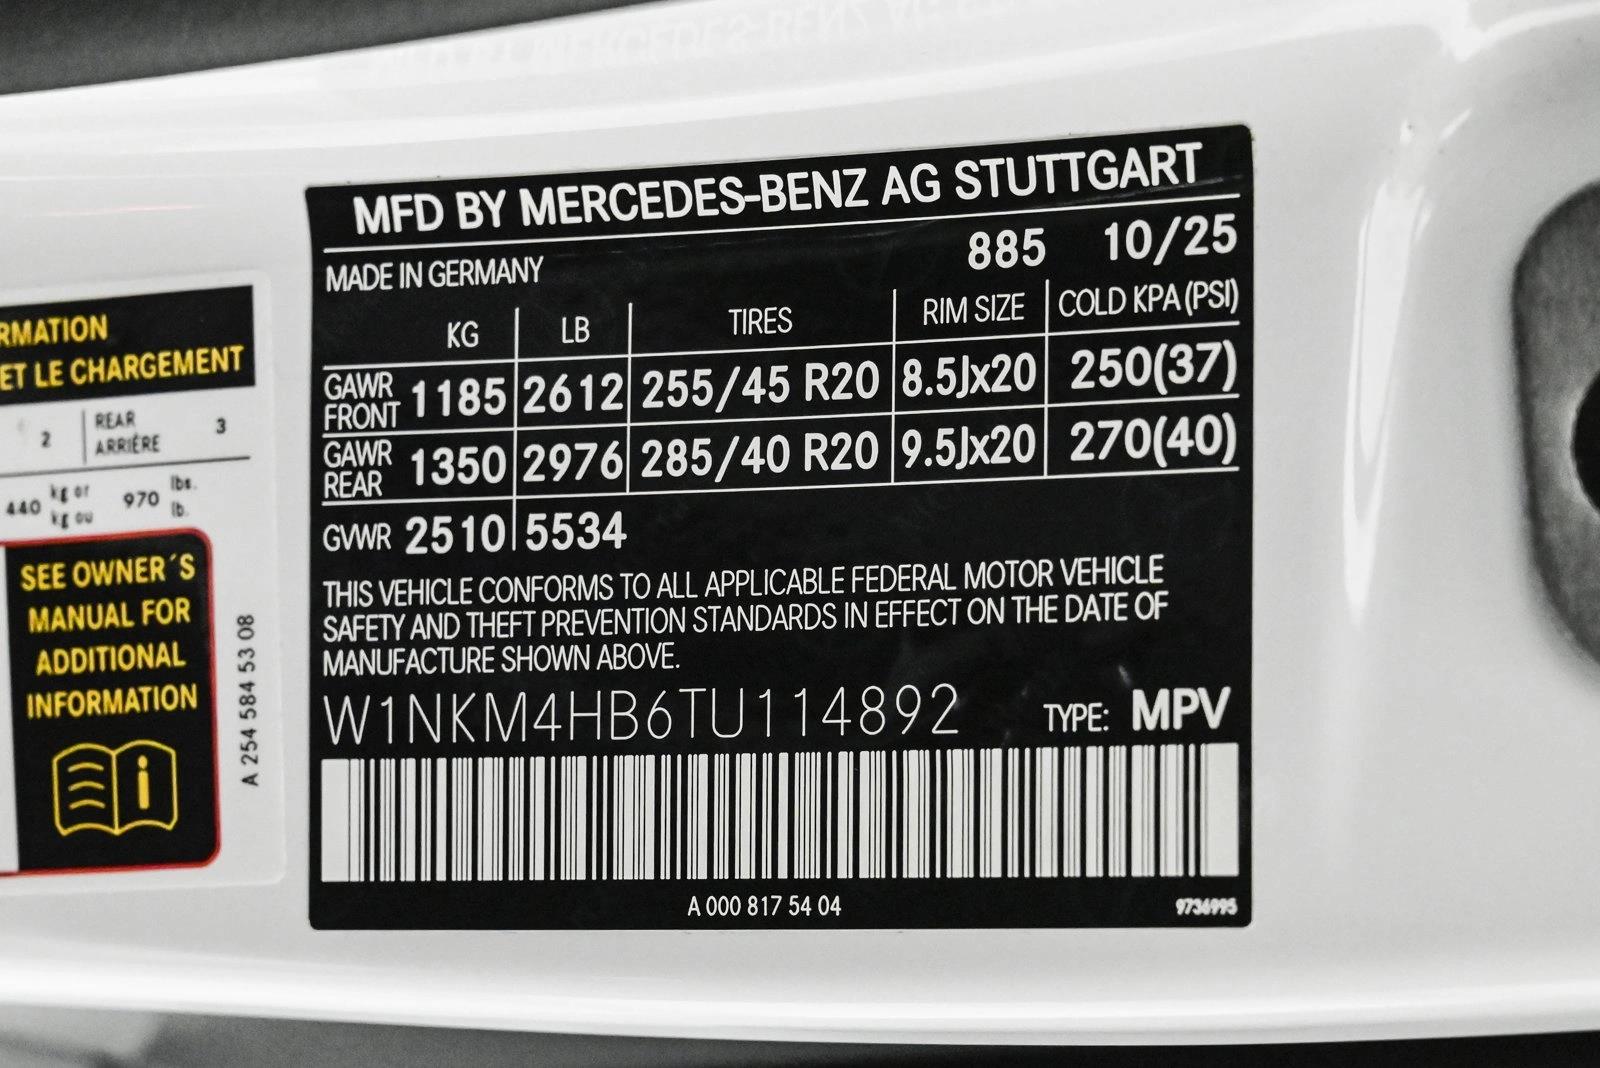 MFD BY MERCEDES-BENZ AG STUTTGART
MADE IN GERMANY 885 10/25
KG LB TIRES RIM SIZE COLD KPA (PSI)
GAWR FRONT 1185 2612 255/45 R20 8.5Jx20 250(37)
GAWR REAR 1350 2976 285/40 R20 9.5Jx20 270(40)
GVWR 2510 5534
THIS VEHICLE CONFORMS TO ALL APPLICABLE FEDERAL MOTOR VEHICLE
SAFETY AND THEFT PREVENTION STANDARDS IN EFFECT ON THE DATE OF
MANUFACTURE SHOWN ABOVE.
W1NKM4HB6TU114892 TYPE: MPV
A 000 817 54 04 9736995
RMATION
ET LE CHARGEMENT
2 REAR ARRIÈRE 3
440 kg or kg ou 970 lbs. lb.
SEE OWNER´S
MANUAL FOR
ADDITIONAL
INFORMATION
i
A 254 584 53 08